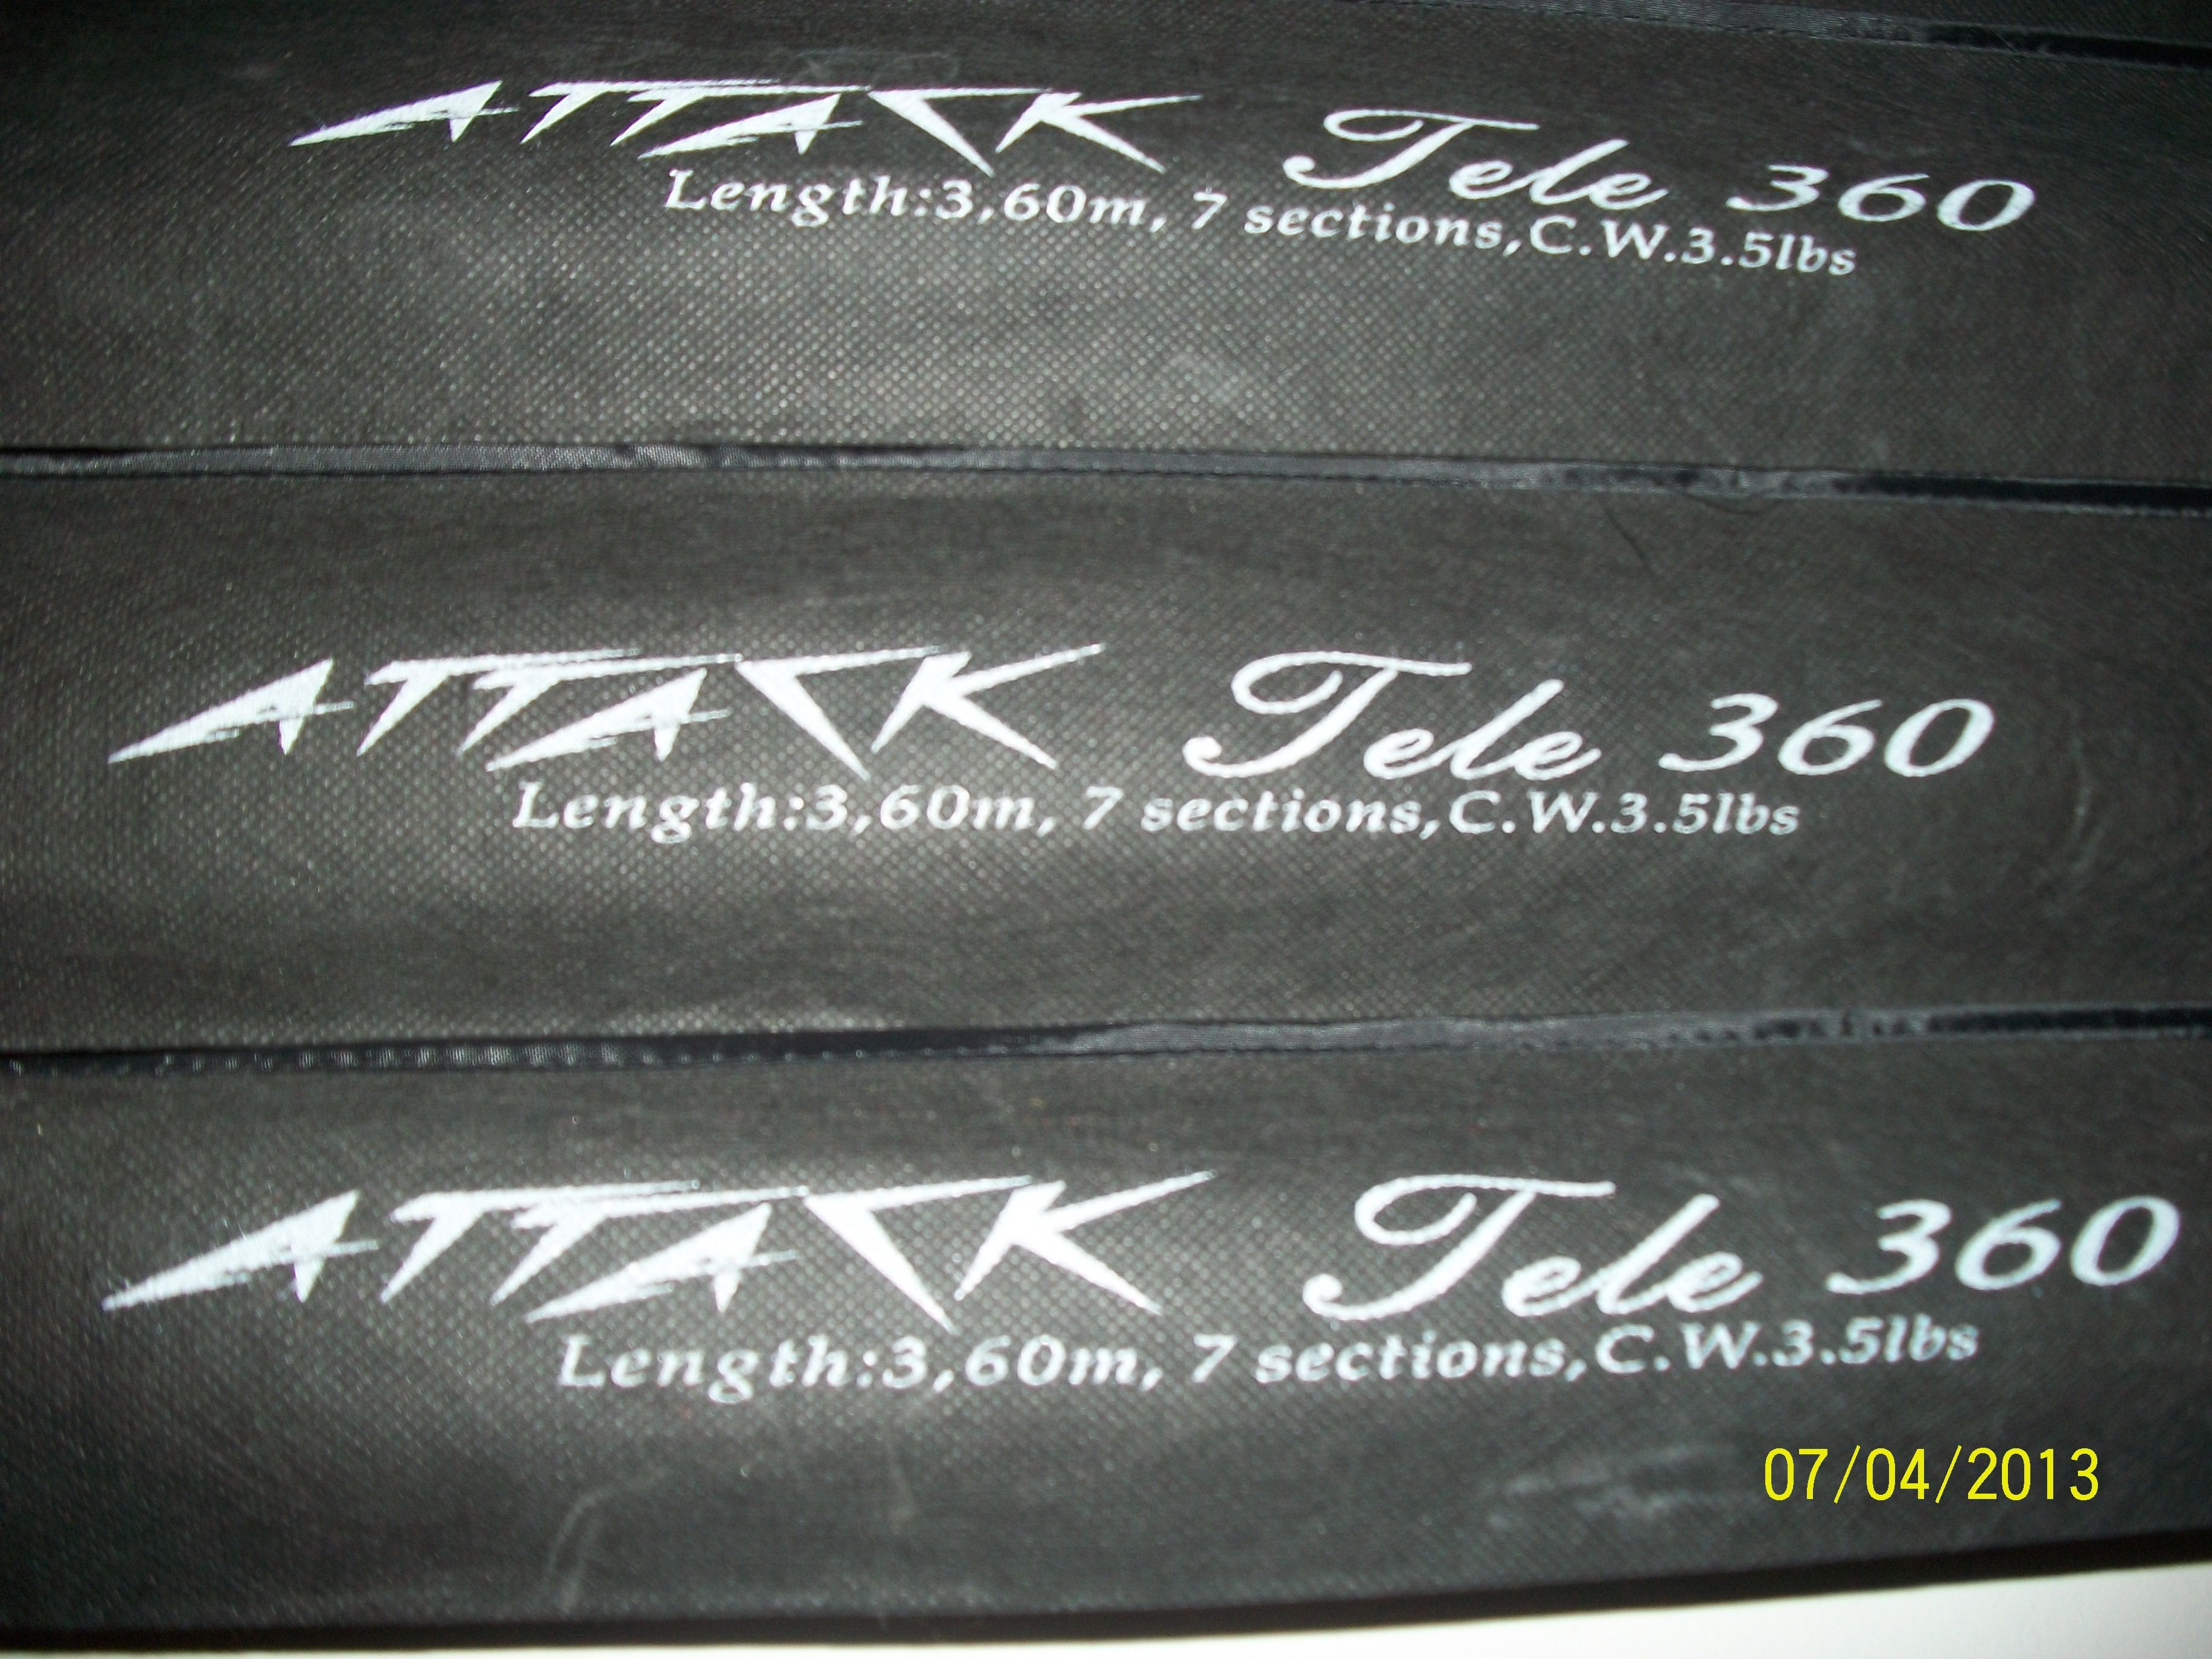 ATTACK Tele 360
Length:3,60m, 7 sections,C.W.3.5lbs
ATTACK Tele 360
Length:3,60m, 7 sections,C.W.3.5lbs
ATTACK Tele 360
Length:3,60m, 7 sections,C.W.3.5lbs
07/04/2013